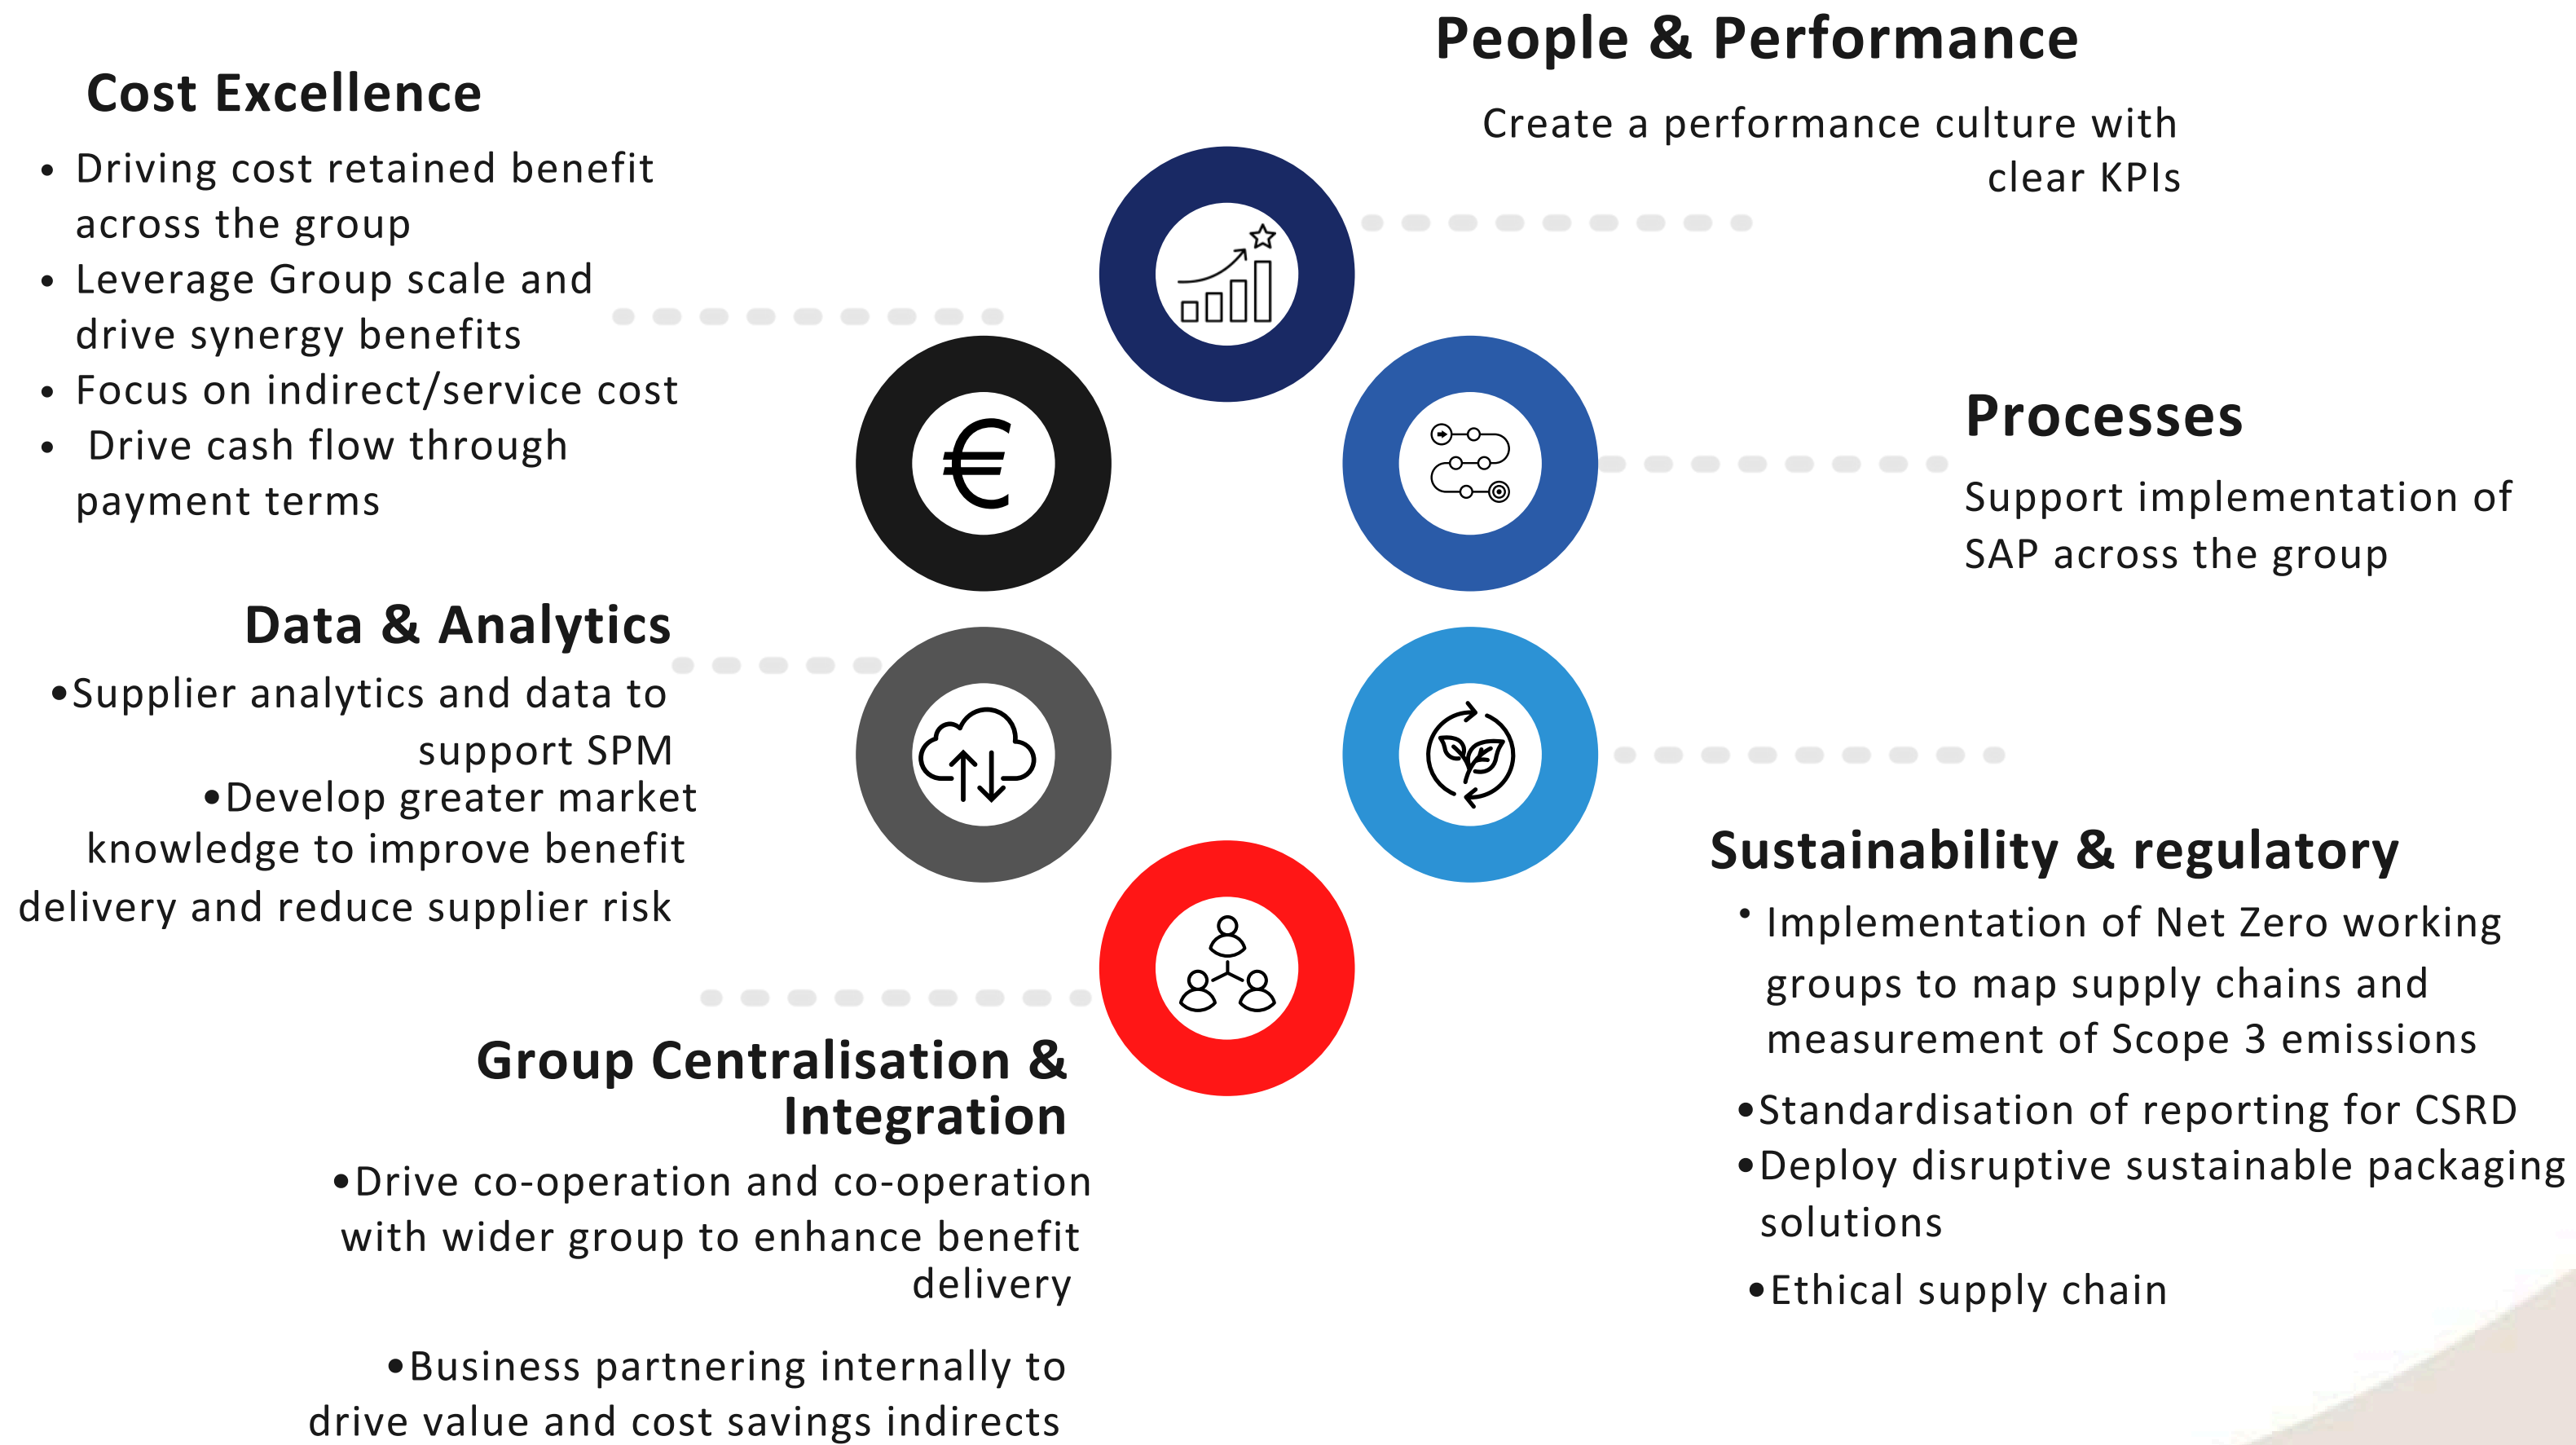 People & Performance
Create a performance culture with
clear KPIs
Cost Excellence
• Driving cost retained benefit
across the group
• Leverage Group scale and
drive synergy benefits
• Focus on indirect/service cost
• Drive cash flow through
payment terms
€
Processes
Support implementation of
SAP across the group
Data & Analytics
•Supplier analytics and data to
support SPM
•Develop greater market
knowledge to improve benefit
delivery and reduce supplier risk
Sustainability & regulatory
• Implementation of Net Zero working
groups to map supply chains and
measurement of Scope 3 emissions
•Standardisation of reporting for CSRD
•Deploy disruptive sustainable packaging
solutions
•Ethical supply chain
Group Centralisation &
Integration
•Drive co-operation and co-operation
with wider group to enhance benefit
delivery
•Business partnering internally to
drive value and cost savings indirects